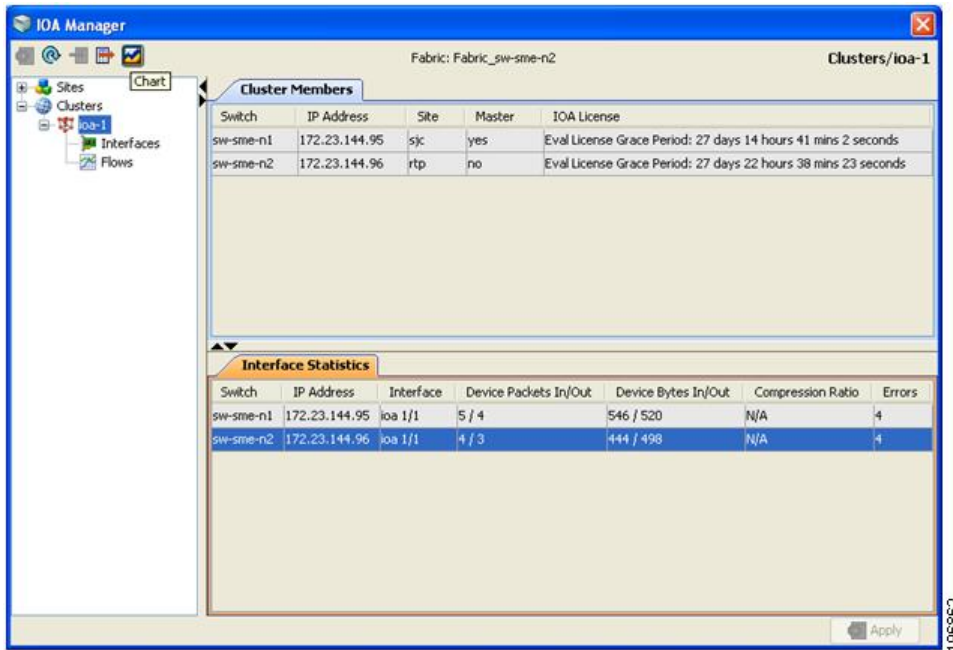 IOA Manager
Fabric: Fabric_sw-sme-n2
Clusters/ioa-1
Chart
Sites
Clusters
ioa-1
Interfaces
Flows
Cluster Members
Switch IP Address Site Master IOA License
sw-sme-n1 172.23.144.95 sjc yes Eval License Grace Period: 27 days 14 hours 41 mins 2 seconds
sw-sme-n2 172.23.144.96 rtp no Eval License Grace Period: 27 days 22 hours 38 mins 23 seconds
Interface Statistics
Switch IP Address Interface Device Packets In/Out Device Bytes In/Out Compression Ratio Errors
sw-sme-n1 172.23.144.95 ioa 1/1 5 / 4 546 / 520 N/A 4
sw-sme-n2 172.23.144.96 ioa 1/1 4 / 3 444 / 498 N/A 4
Apply
196862